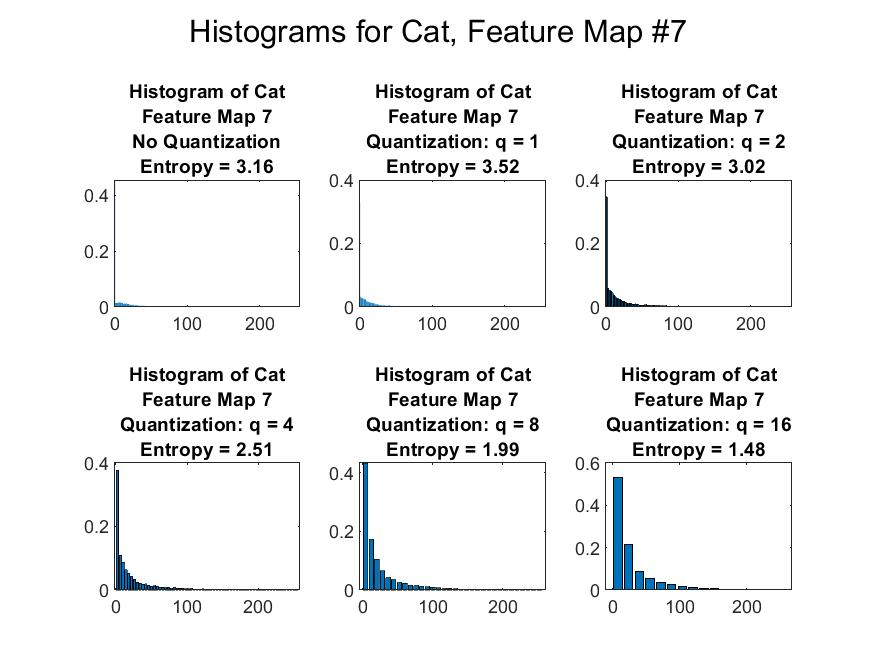 Histograms for Cat, Feature Map #7
Histogram of Cat
Feature Map 7
No Quantization
Entropy = 3.16
0.4
0.2
0
0 100 200
Histogram of Cat
Feature Map 7
Quantization: q = 1
Entropy = 3.52
0.4
0.2
0
0 100 200
Histogram of Cat
Feature Map 7
Quantization: q = 2
Entropy = 3.02
0.4
0.2
0
0 100 200
Histogram of Cat
Feature Map 7
Quantization: q = 4
Entropy = 2.51
0.4
0.2
0
0 100 200
Histogram of Cat
Feature Map 7
Quantization: q = 8
Entropy = 1.99
0.4
0.2
0
0 100 200
Histogram of Cat
Feature Map 7
Quantization: q = 16
Entropy = 1.48
0.6
0.4
0.2
0
0 100 200